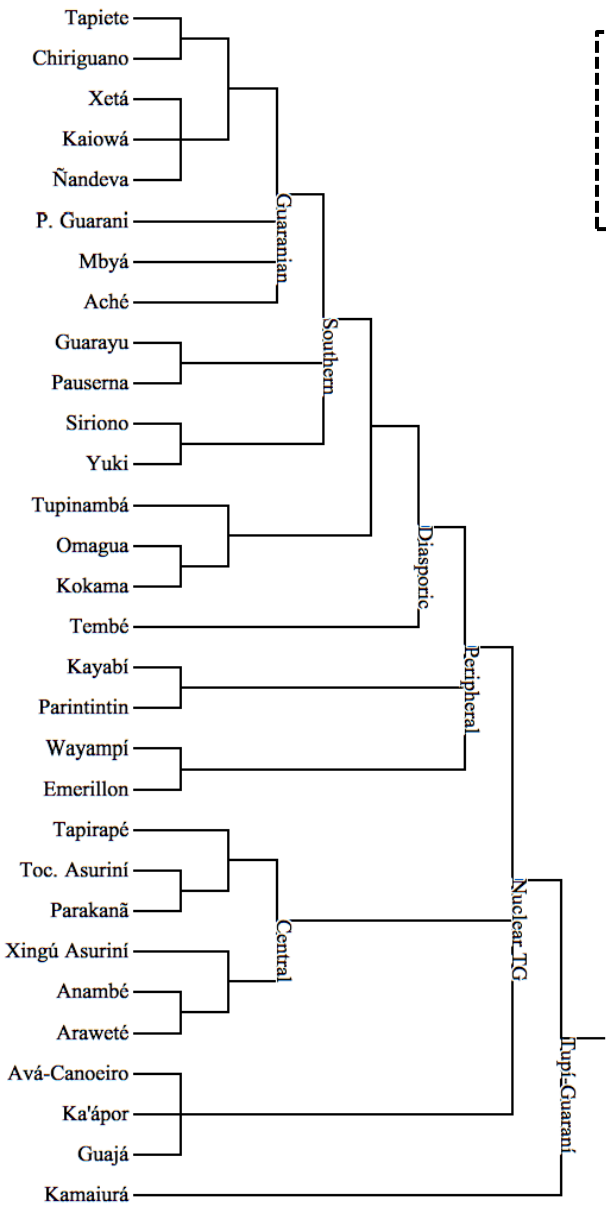 Tapiete
Chiriguano
Xetá
Kaiowá
Ñandeva
P. Guarani
Mbyá
Aché
Guaranian
Guarayu
Pauserna
Southern
Siriono
Yuki
Tupinambá
Omagua
Kokama
Diasporic
Tembé
Kayabí
Parintintin
Peripheral
Wayampí
Emerillon
Tapirapé
Toc. Asuriní
Parakanã
Xingú Asuriní
Central
Nuclear_TG
Anambé
Araweté
Avá-Canoeiro
Ka'ápor
Tupí-Guaraní
Guajá
Kamaiurá